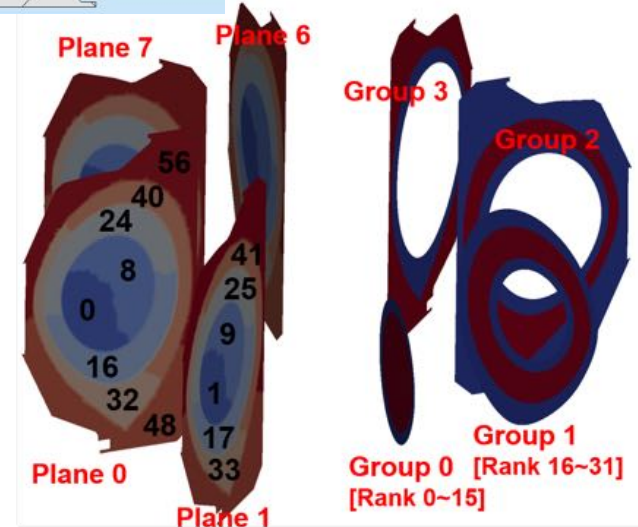 Plane 7
Plane 6
56
40
24
8
0
16
32
48
41
25
9
1
17
33
Plane 0
Plane 1
Group 3
Group 2
Group 1
[Rank 16~31]
Group 0
[Rank 0~15]